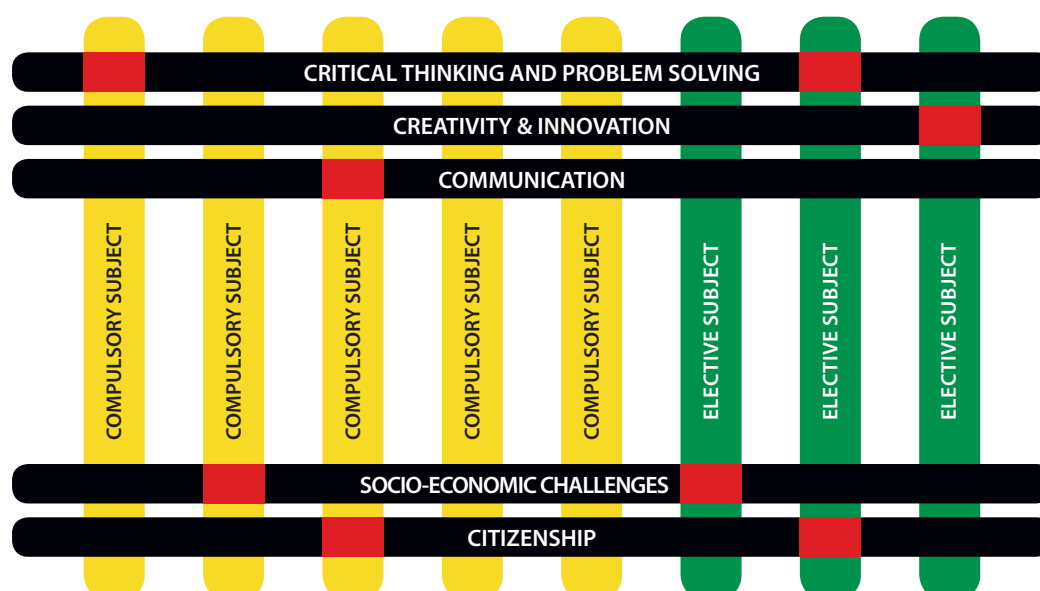 CRITICAL THINKING AND PROBLEM SOLVING
CREATIVITY & INNOVATION
COMMUNICATION
COMPULSORY SUBJECT
COMPULSORY SUBJECT
COMPULSORY SUBJECT
COMPULSORY SUBJECT
COMPULSORY SUBJECT
ELECTIVE SUBJECT
ELECTIVE SUBJECT
ELECTIVE SUBJECT
SOCIO-ECONOMIC CHALLENGES
CITIZENSHIP